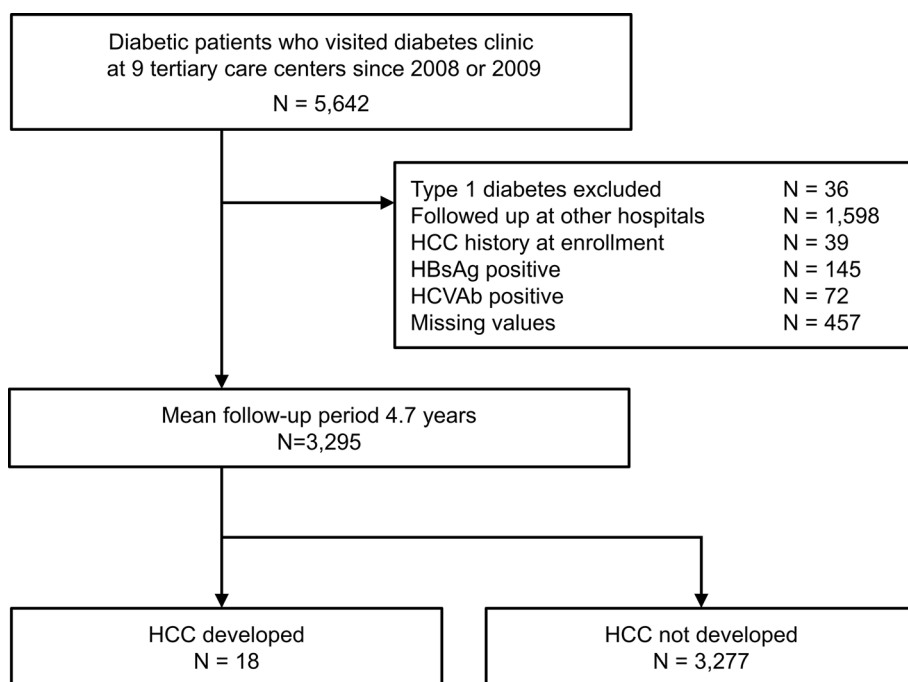 Diabetic patients who visited diabetes clinic
at 9 tertiary care centers since 2008 or 2009
N = 5,642
Type 1 diabetes excluded N = 36
Followed up at other hospitals N = 1,598
HCC history at enrollment N = 39
HBsAg positive N = 145
HCVAb positive N = 72
Missing values N = 457
Mean follow-up period 4.7 years
N=3,295
HCC developed
N = 18
HCC not developed
N = 3,277